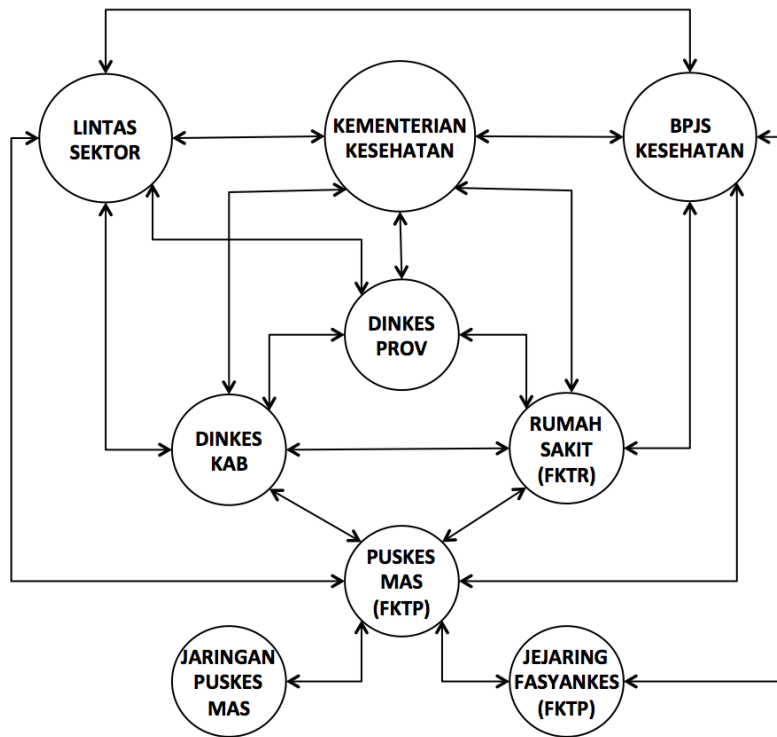 LINTAS
SEKTOR
KEMENTERIAN
KESEHATAN
BPJS
KESEHATAN
DINKES
PROV
DINKES
KAB
RUMAH
SAKIT
(FKTR)
PUSKES
MAS
(FKTP)
JARINGAN
PUSKES
MAS
JEJARING
FASYANKES
(FKTP)